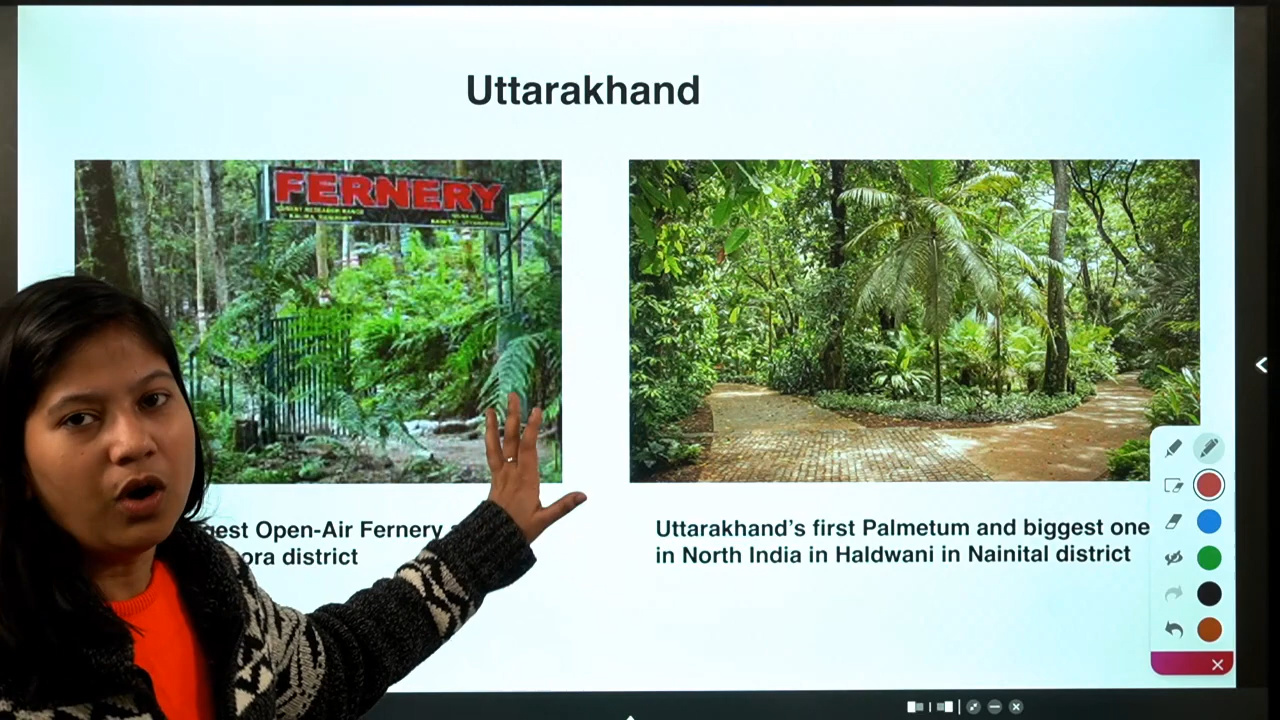 Uttarakhand
FERNERY
Uttarakhand's first Palmetum and biggest one
in North India in Haldwani in Nainital district
gest Open-Air Fernery
ora district